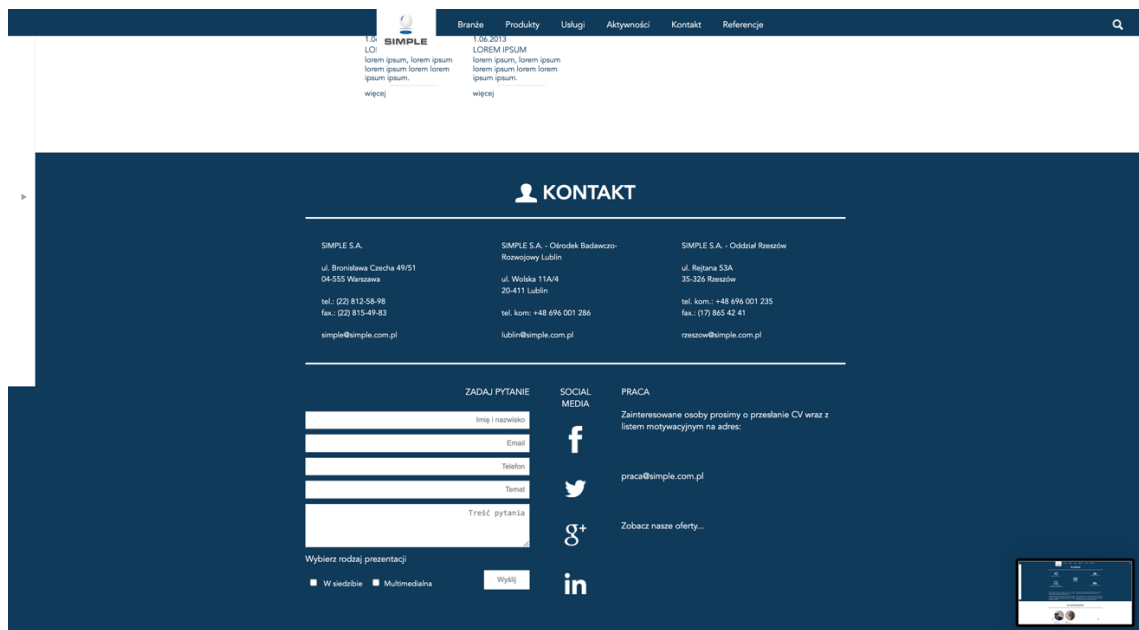 Branże Produkty Usługi Aktywności Kontakt Referencje
SIMPLE
LO
lorem ipsum, lorem ipsum
lorem ipsum lorem lorem
ipsum ipsum.
więcej
1.06.2013
LOREM IPSUM
lorem ipsum, lorem ipsum
lorem ipsum lorem lorem
ipsum ipsum.
więcej
KONTAKT
SIMPLE S.A.
ul. Bronisława Czecha 49/51
04-555 Warszawa
tel.: (22) 812-58-98
fax.: (22) 815-49-83
simple@simple.com.pl
SIMPLE S.A. - Ośrodek Badawczo-
Rozwojowy Lublin
ul. Wolska 11A/4
20-411 Lublin
tel. kom: +48 696 001 286
lublin@simple.com.pl
SIMPLE S.A. - Oddział Rzeszów
ul. Rejtana 53A
35-326 Rzeszów
tel. kom.: +48 696 001 235
fax.: (17) 865 42 41
rzeszow@simple.com.pl
ZADAJ PYTANIE
Imię i nazwisko
Email
Telefon
Temat
Treść pytania
Wybierz rodzaj prezentacji
W siedzibie Multimedialna
Wyślij
SOCIAL
MEDIA
f
g+
in
PRACA
Zainteresowane osoby prosimy o przesłanie CV wraz z
listem motywacyjnym na adres:
praca@simple.com.pl
Zobacz nasze oferty...